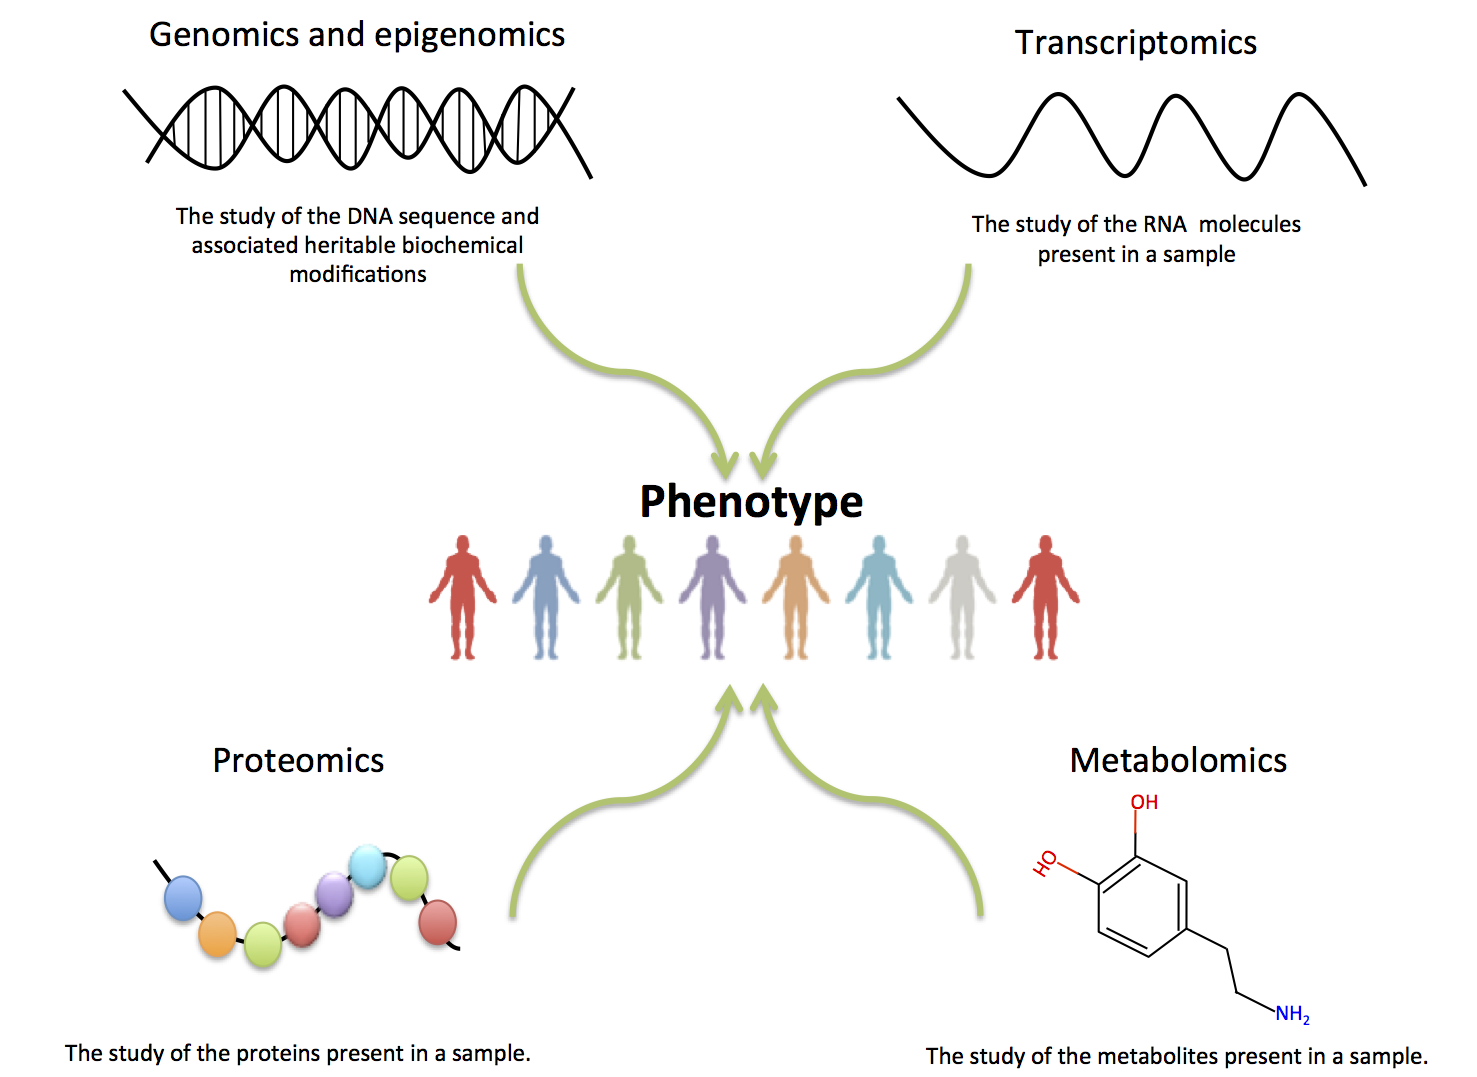 Genomics and epigenomics
The study of the DNA sequence and
associated heritable biochemical
modifications
Transcriptomics
The study of the RNA  molecules
present in a sample
Phenotype
Proteomics
The study of the proteins present in a sample.
Metabolomics
OH
HO
NH2
The study of the metabolites present in a sample.